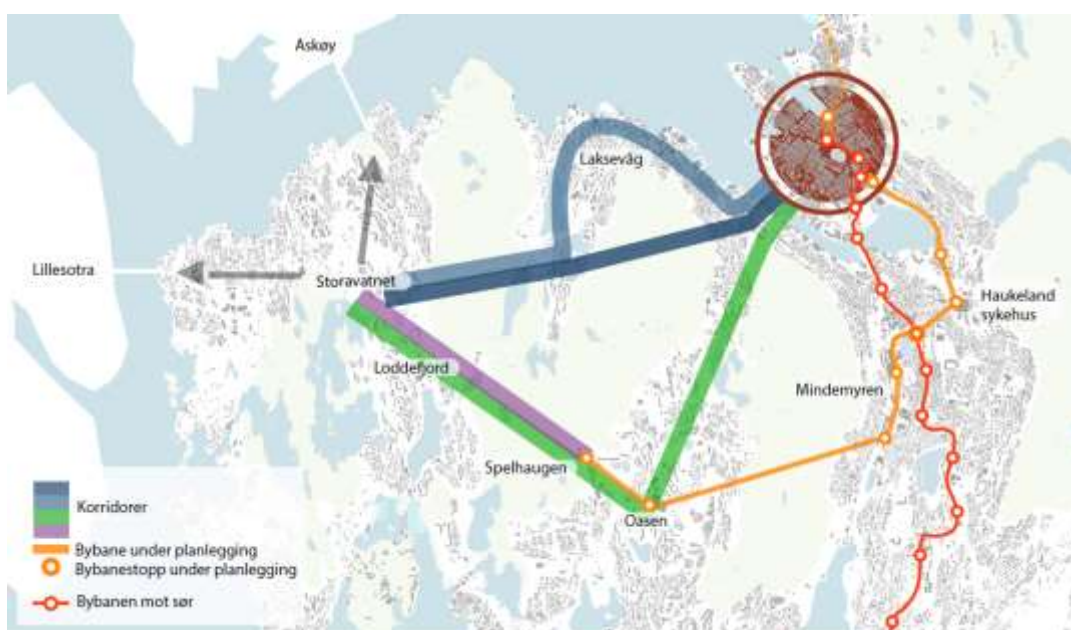 Askøy
Laksevåg
Lillesotra
Storavatnet
Haukeland
sykehus
Loddefjord
Mindemyren
Spelhaugen
Oasen
Korridorer
Bybane under planlegging
Bybanestopp under planlegging
Bybanen mot sør